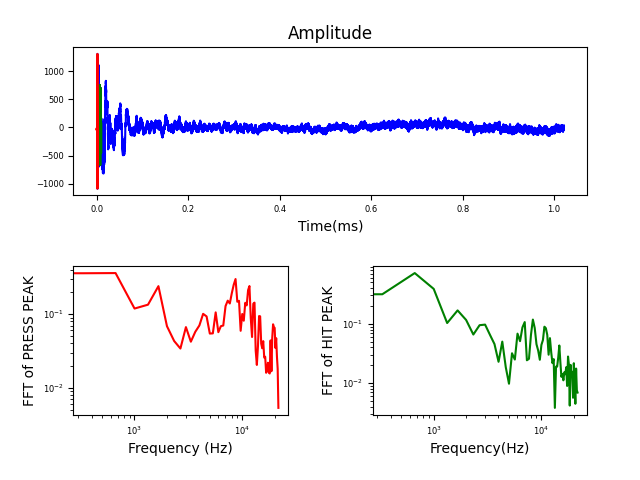 Amplitude
1000
500
0
−500
−1000
0.0 0.2 0.4 0.6 0.8 1.0
Time(ms)
FFT of PRESS PEAK
10⁻¹
10⁻²
10³ 10⁴
Frequency (Hz)
FFT of HIT PEAK
10⁻¹
10⁻²
10³ 10⁴
Frequency(Hz)